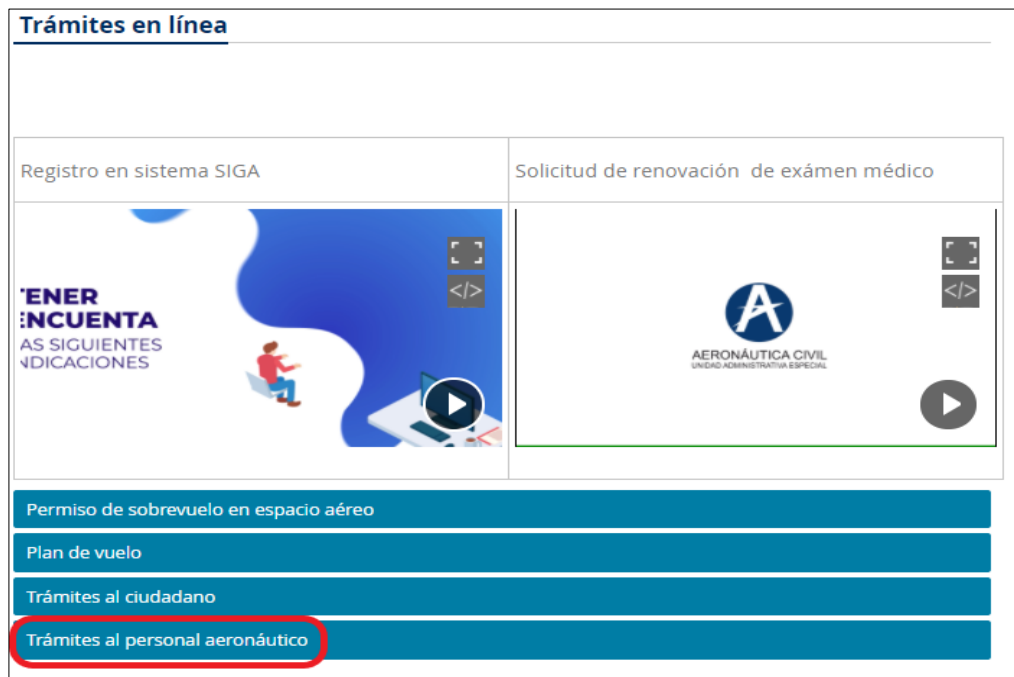 Trámites en línea
Registro en sistema SIGA
Solicitud de renovación de exámen médico
TENER
ENCUENTA
AS SIGUIENTES
NDICACIONES
</>
AERONÁUTICA CIVIL
UNIDAD ADMINISTRATIVA ESPECIAL
</>
Permiso de sobrevuelo en espacio aéreo
Plan de vuelo
Trámites al ciudadano
Trámites al personal aeronáutico